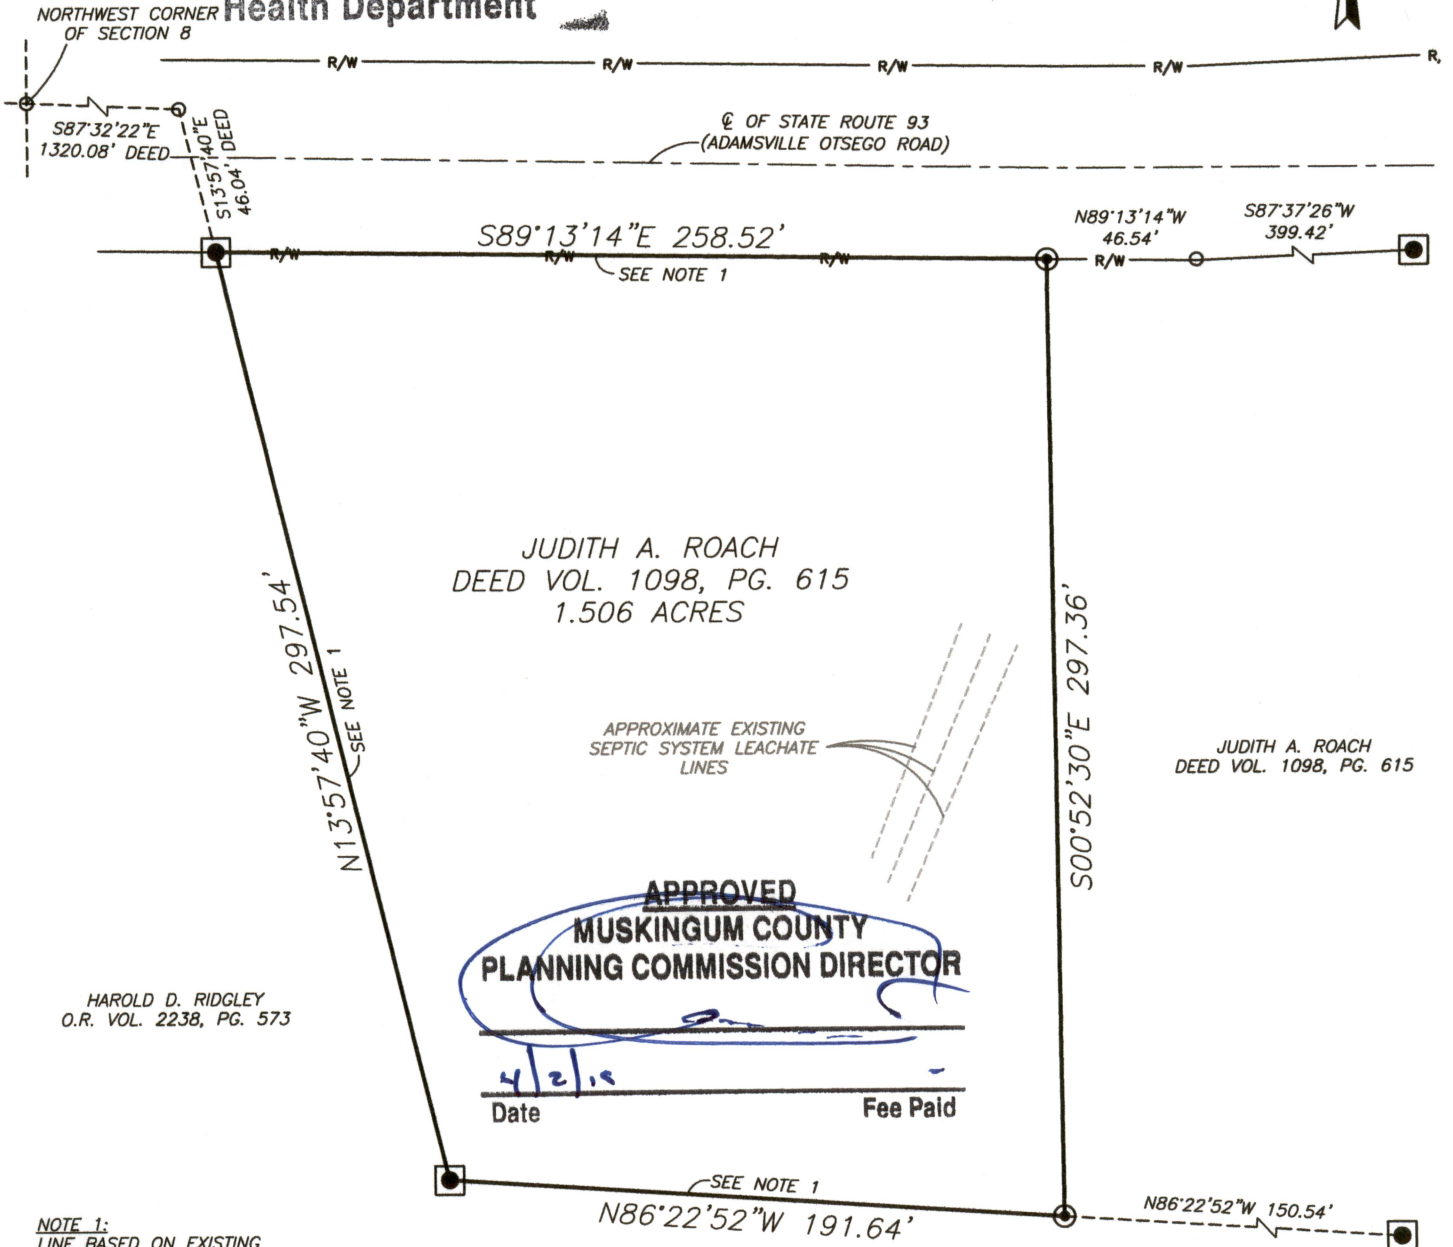 Health Department
NORTHWEST CORNER
OF SECTION 8
R/W R/W R/W R/W R,
S87°32'22"E
1320.08' DEED
S13°57'40"E
46.04' DEED
℄ OF STATE ROUTE 93
(ADAMSVILLE OTSEGO ROAD)
S89°13'14"E 258.52'
N89°13'14"W
46.54'
S87°37'26"W
399.42'
R/W R/W R/W R/W
SEE NOTE 1
JUDITH A. ROACH
DEED VOL. 1098, PG. 615
1.506 ACRES
N13°57'40"W 297.54'
SEE NOTE 1
S00°52'30"E 297.36'
APPROXIMATE EXISTING
SEPTIC SYSTEM LEACHATE
LINES
JUDITH A. ROACH
DEED VOL. 1098, PG. 615
APPROVED
MUSKINGUM COUNTY
PLANNING COMMISSION DIRECTOR
HAROLD D. RIDGLEY
O.R. VOL. 2238, PG. 573
4/2/18 -
Date Fee Paid
SEE NOTE 1
N86°22'52"W 191.64'
N86°22'52"W 150.54'
NOTE 1:
LINE BASED ON EXISTING